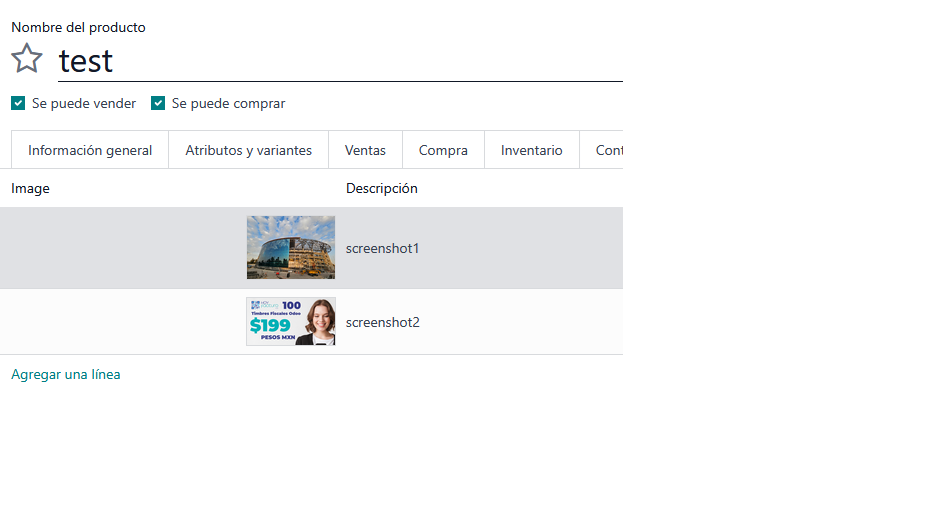 Nombre del producto
test
Se puede vender Se puede comprar
Información general Atributos y variantes Ventas Compra Inventario Cont
Image Descripción
screenshot1
100
Timbres Fiscales Odoo
$199
PESOS MXN
screenshot2
Agregar una línea